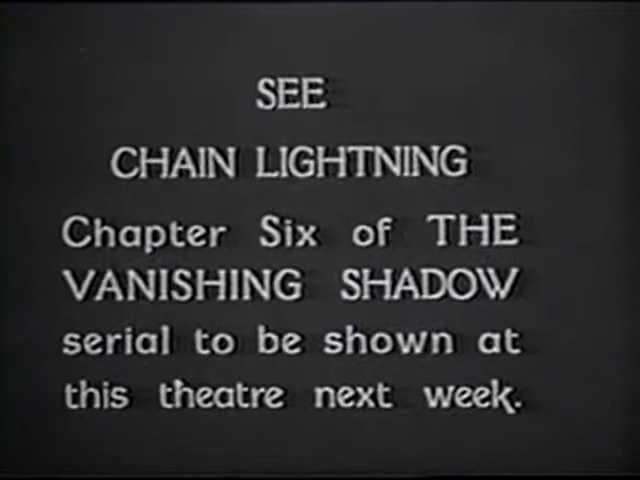 SEE
CHAIN LIGHTNING
Chapter Six of THE
VANISHING SHADOW
serial to be shown at
this theatre next week.